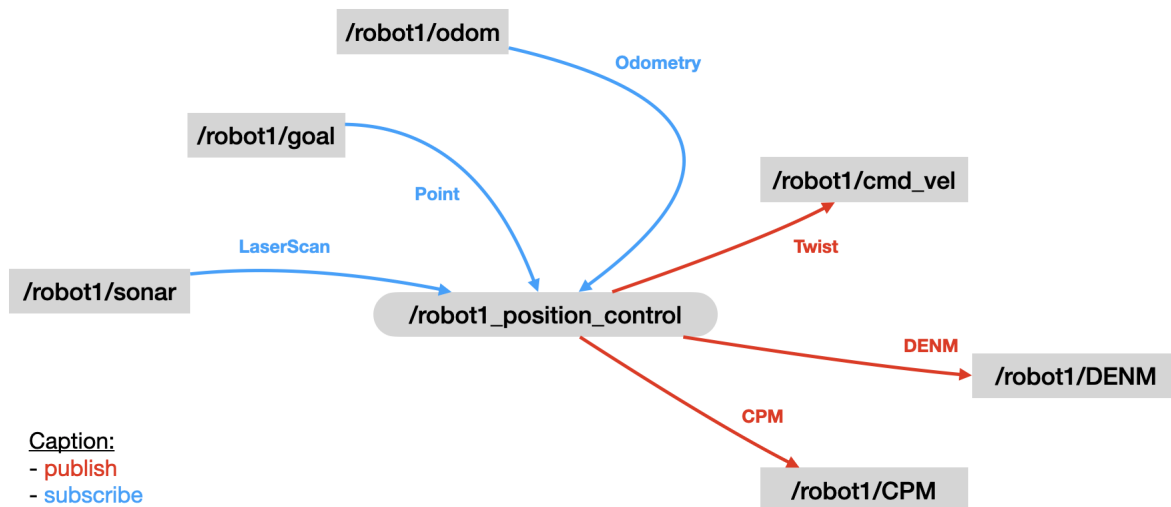 /robot1/odom
Odometry
/robot1/goal
Point
/robot1/cmd_vel
Twist
LaserScan
/robot1/sonar
/robot1_position_control
DENM
/robot1/DENM
CPM
/robot1/CPM
Caption:
- publish
- subscribe